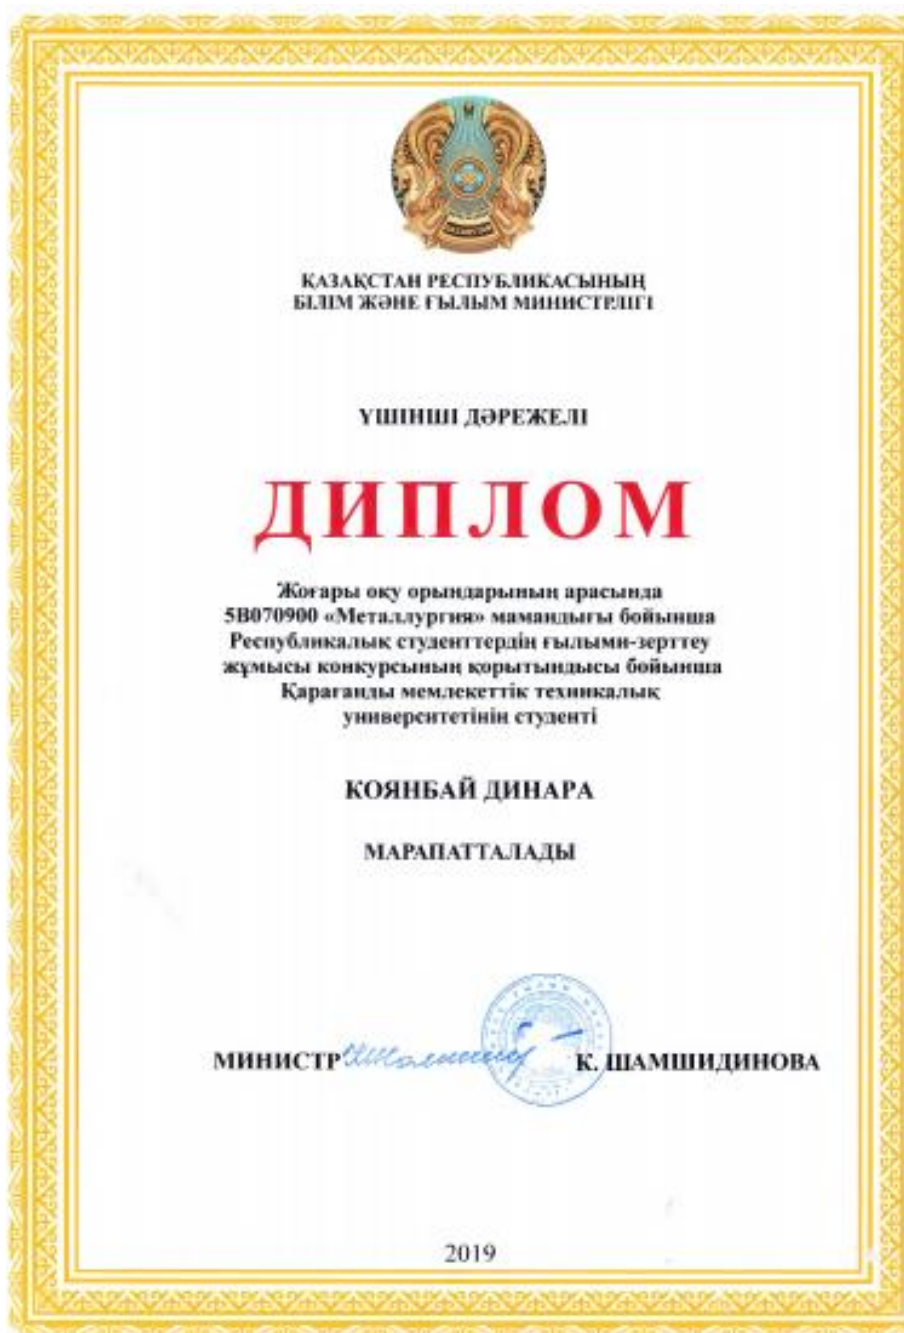 ҚАЗАҚСТАН РЕСПУБЛИКАСЫНЫҢ
БІЛІМ ЖӘНЕ ҒЫЛЫМ МИНИСТРЛІГІ
ҮШІНШІ ДӘРЕЖЕЛІ
ДИПЛОМ
Жоғары оқу орындарының арасында
5В070900 «Металлургия» мамандығы бойынша
Республикалық студенттердің ғылыми-зерттеу
жұмысы конкурсының қорытындысы бойынша
Қарағанды мемлекеттік техникалық
университетінің студенті
КОЯНБАЙ ДИНАРА
МАРАПАТТАЛАДЫ
МИНИСТР К. ШАМШИДИНОВА
2019